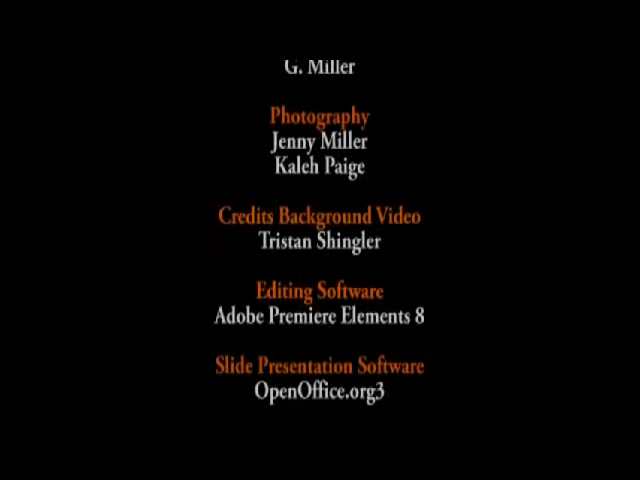 G. Miller
Photography
Jenny Miller
Kaleh Paige
Credits Background Video
Tristan Shingler
Editing Software
Adobe Premiere Elements 8
Slide Presentation Software
OpenOffice.org3